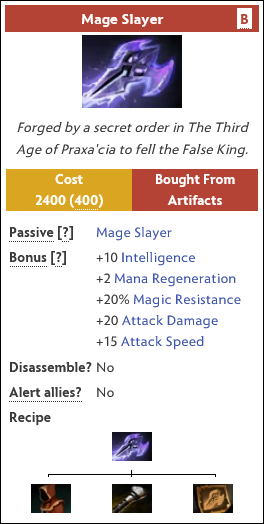 Mage Slayer B
Forged by a secret order in The Third
Age of Praxa'cia to fell the False King.
Cost
2400 (400)
Bought From
Artifacts
Passive [?] Mage Slayer
Bonus [?] +10 Intelligence
+2 Mana Regeneration
+20% Magic Resistance
+20 Attack Damage
+15 Attack Speed
Disassemble? No
Alert allies? No
Recipe